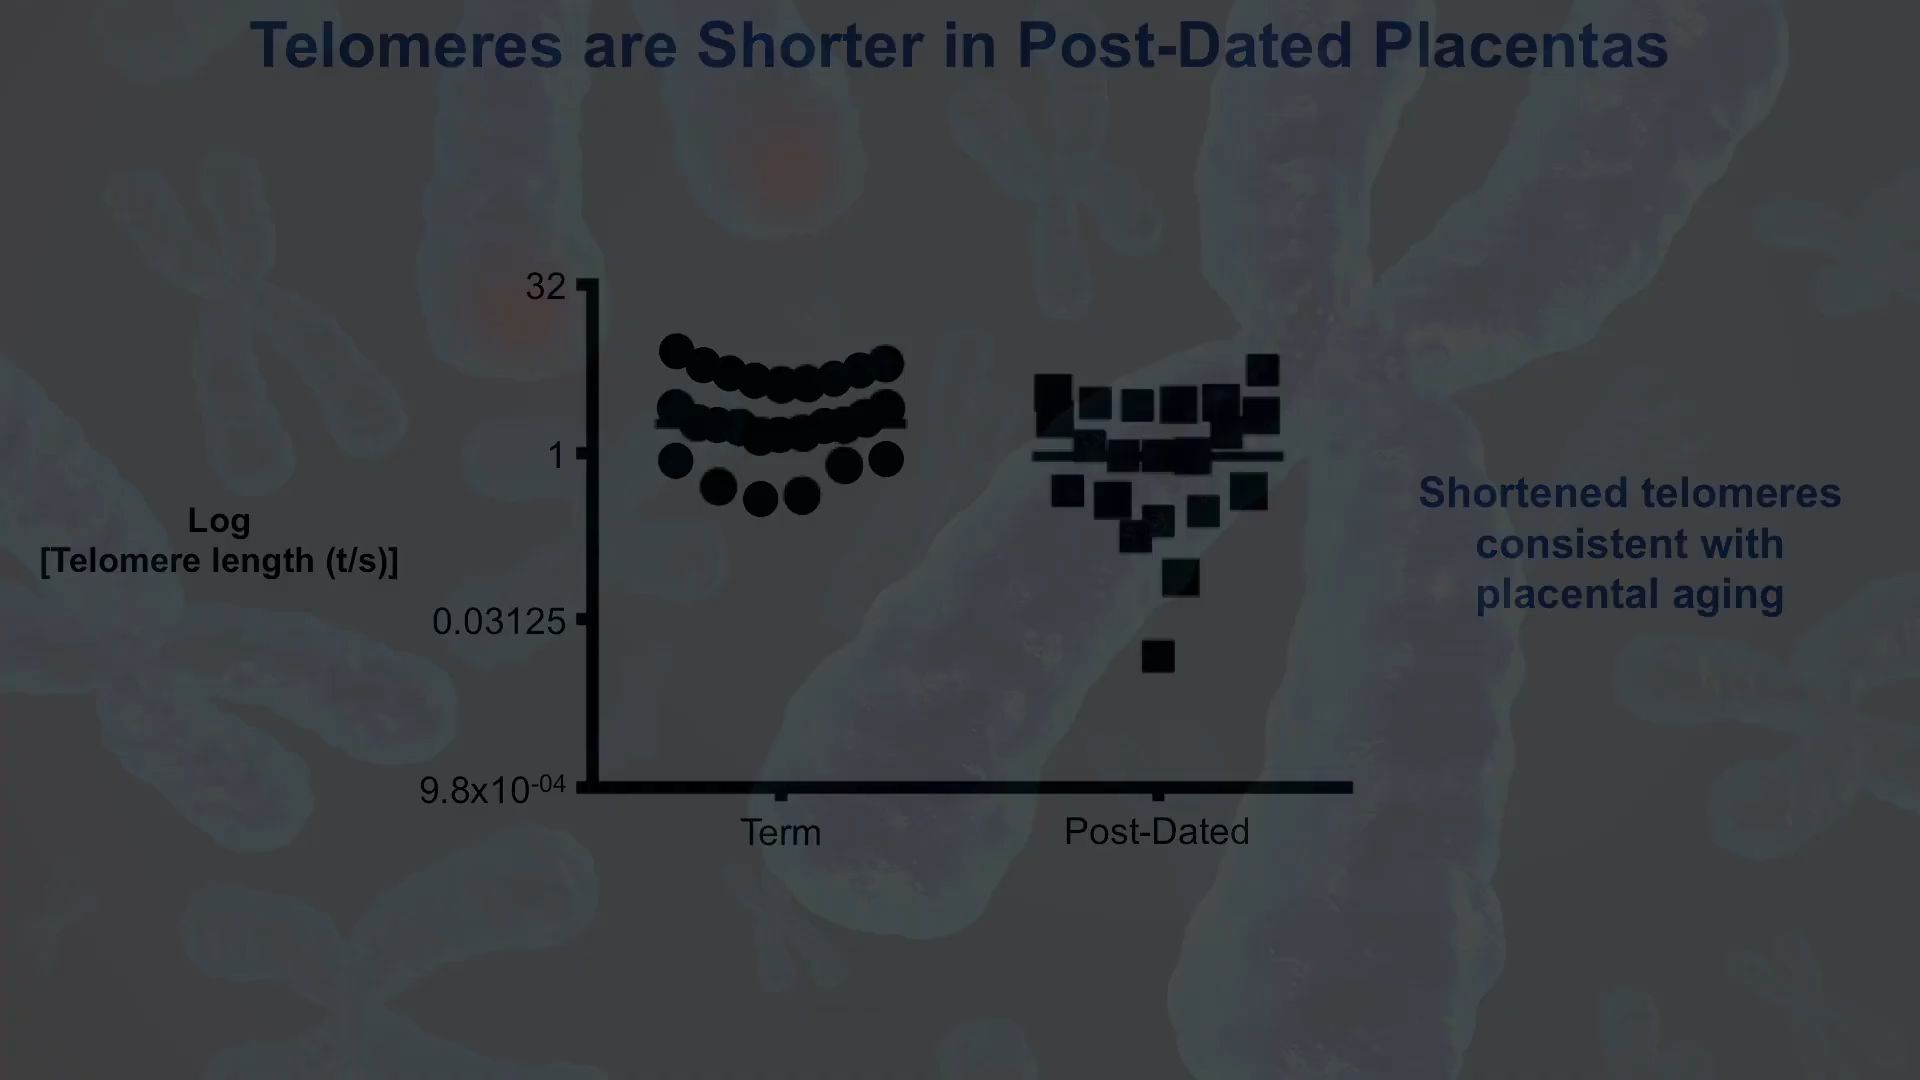 Telomeres are Shorter in Post-Dated Placentas
32
1
Log
[Telomere length (t/s)]
0.03125
9.8x10⁻⁰⁴
Term
Post-Dated
Shortened telomeres
consistent with
placental aging